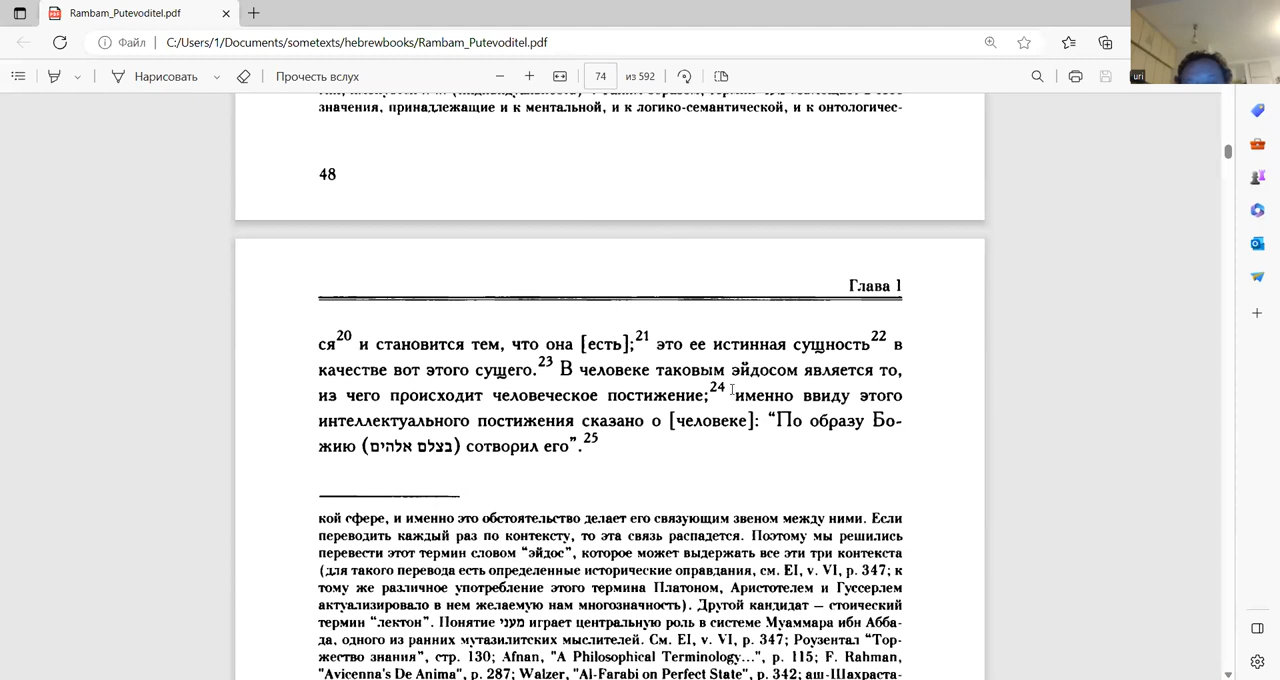 Rambam_Putevoditel.pdf
Файл
C:/Users/1/Documents/sometexts/hebrewbooks/Rambam_Putevoditel.pdf
uri
Нарисовать
Прочесть вслух
74
из 592
значения, принадлежащие и к ментальной, и к логико-семантической, и к онтологичес-
48
Глава 1
ся20 и становится тем, что она [есть];21 это ее истинная сущность22 в
качестве вот этого сущего.23 В человеке таковым эйдосом является то,
из чего происходит человеческое постижение;24 именно ввиду этого
интеллектуального постижения сказано о [человеке]: “По образу Бо-
жию (בצלם אלהים) сотворил его”.25
кой сфере, и именно это обстоятельство делает его связующим звеном между ними. Если
переводить каждый раз по контексту, то эта связь распадется. Поэтому мы решились
перевести этот термин словом “эйдос”, которое может выдержать все эти три контекста
(для такого перевода есть определенные исторические оправдания, см. EI, v. VI, p. 347; к
тому же различное употребление этого термина Платоном, Аристотелем и Гуссерлем
актуализировало в нем желаемую нам многозначность). Другой кандидат — стоический
термин “лектон”. Понятие מעני играет центральную роль в системе Муаммара ибн Абба-
да, одного из ранних мутазилитских мыслителей. См. EI, v. VI, p. 347; Роузентал “Тор-
жество знания”, стр. 130; Afnan, "A Philosophical Terminology...", p. 115; F. Rahman,
"Avicenna's De Anima", p. 287; Walzer, "Al-Farabi on Perfect State", p. 342; аш-Шахраста-